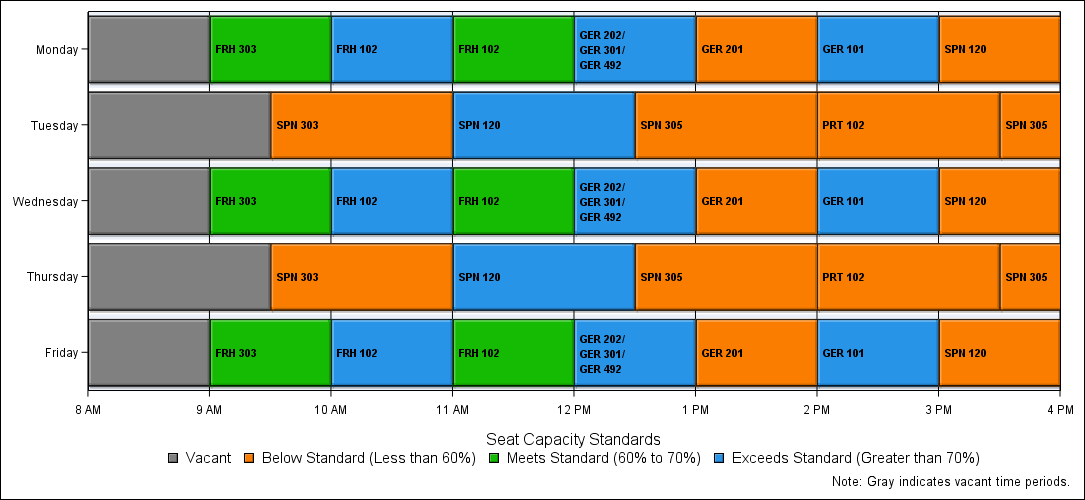 Monday
FRH 303
FRH 102
FRH 102
GER 202/
GER 301/
GER 492
GER 201
GER 101
SPN 120
Tuesday
SPN 303
SPN 120
SPN 305
PRT 102
SPN 305
Wednesday
FRH 303
FRH 102
FRH 102
GER 202/
GER 301/
GER 492
GER 201
GER 101
SPN 120
Thursday
SPN 303
SPN 120
SPN 305
PRT 102
SPN 305
Friday
FRH 303
FRH 102
FRH 102
GER 202/
GER 301/
GER 492
GER 201
GER 101
SPN 120
8 AM 9 AM 10 AM 11 AM 12 PM 1 PM 2 PM 3 PM 4 PM
Seat Capacity Standards
Vacant Below Standard (Less than 60%) Meets Standard (60% to 70%) Exceeds Standard (Greater than 70%)
Note: Gray indicates vacant time periods.